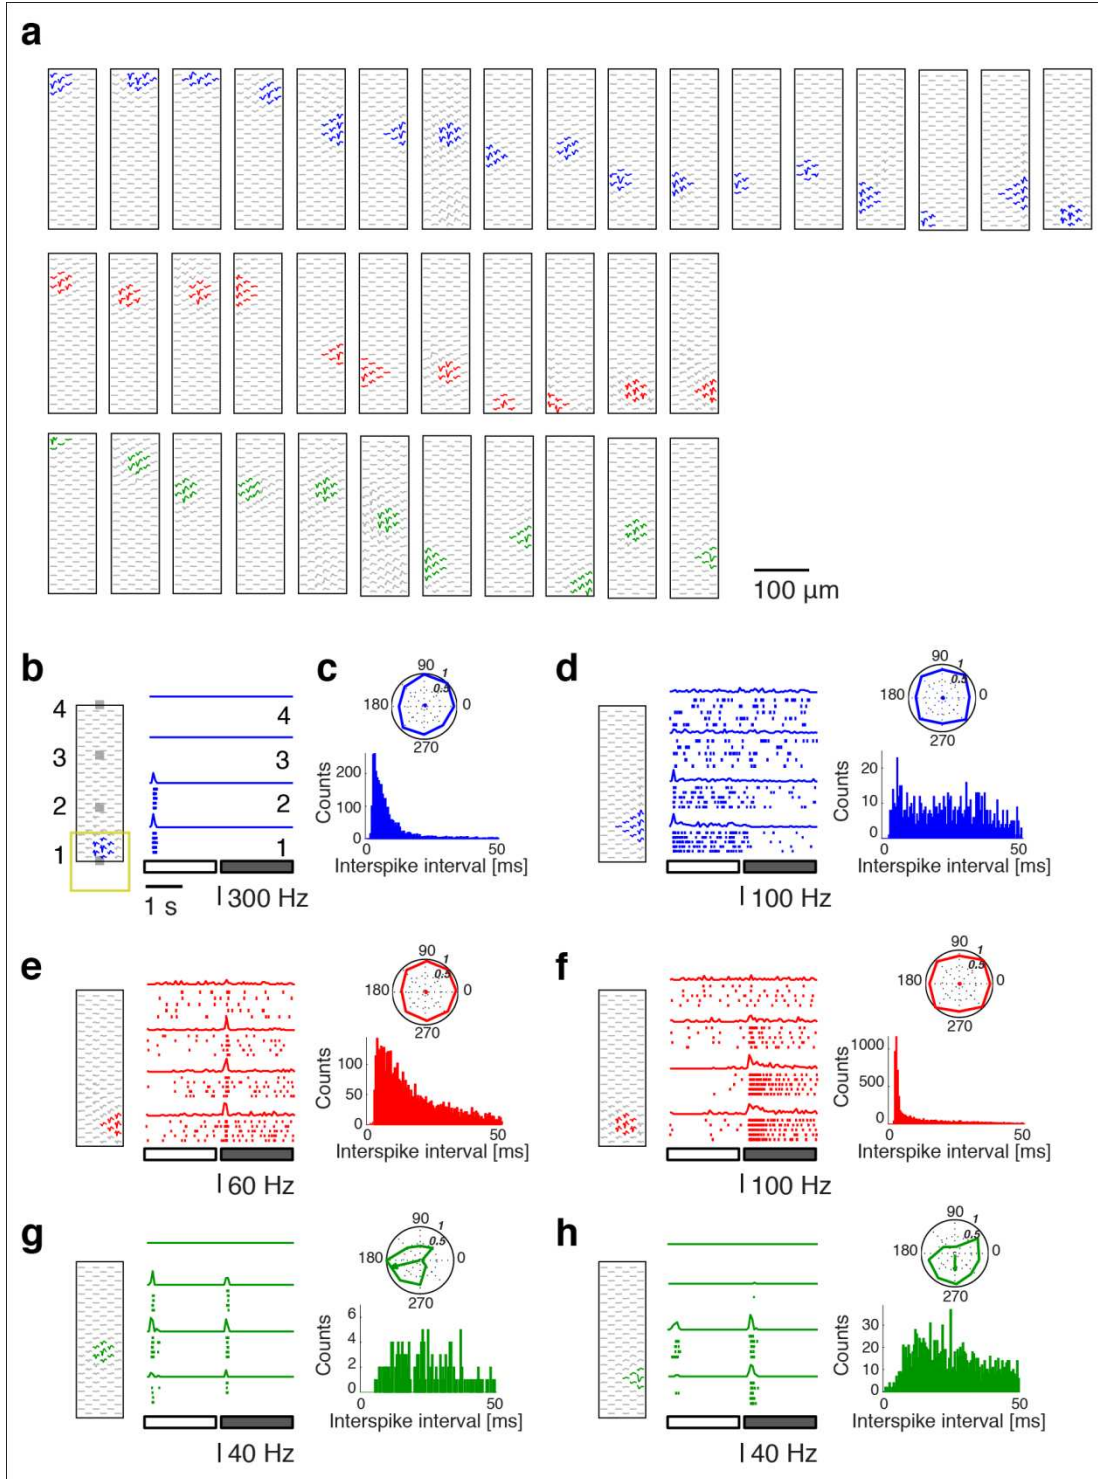 a
100 µm
b
4
3
2
1
4
3
2
1
1 s
300 Hz
c
90
1
0.5
180
0
270
Counts
200
100
0
0
50
Interspike interval [ms]
d
100 Hz
90
1
0.5
180
0
270
Counts
20
10
0
0
50
Interspike interval [ms]
e
60 Hz
90
1
0.5
180
0
270
Counts
100
50
0
0
50
Interspike interval [ms]
f
100 Hz
90
1
0.5
180
0
270
Counts
1000
500
0
0
50
Interspike interval [ms]
g
40 Hz
90
1
0.5
180
0
270
Counts
6
4
2
0
0
50
Interspike interval [ms]
h
40 Hz
90
1
0.5
180
0
270
Counts
30
20
10
0
0
50
Interspike interval [ms]